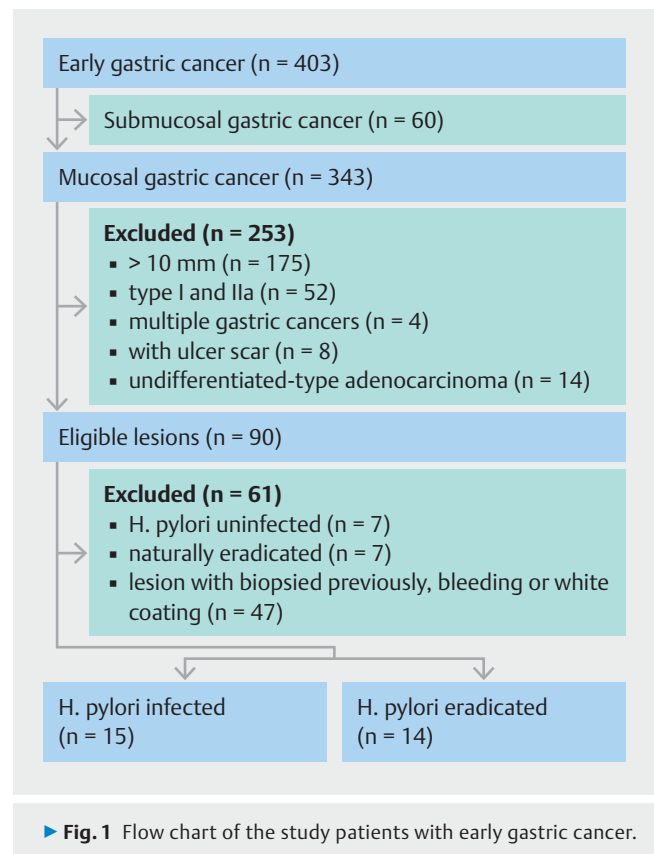 Early gastric cancer (n = 403)
Submucosal gastric cancer (n = 60)
Mucosal gastric cancer (n = 343)
Excluded (n = 253)
▪ > 10 mm (n = 175)
▪ type I and IIa (n = 52)
▪ multiple gastric cancers (n = 4)
▪ with ulcer scar (n = 8)
▪ undifferentiated-type adenocarcinoma (n = 14)
Eligible lesions (n = 90)
Excluded (n = 61)
▪ H. pylori uninfected (n = 7)
▪ naturally eradicated (n = 7)
▪ lesion with biopsied previously, bleeding or white
coating (n = 47)
H. pylori infected
(n = 15)
H. pylori eradicated
(n = 14)
▶ Fig. 1 Flow chart of the study patients with early gastric cancer.